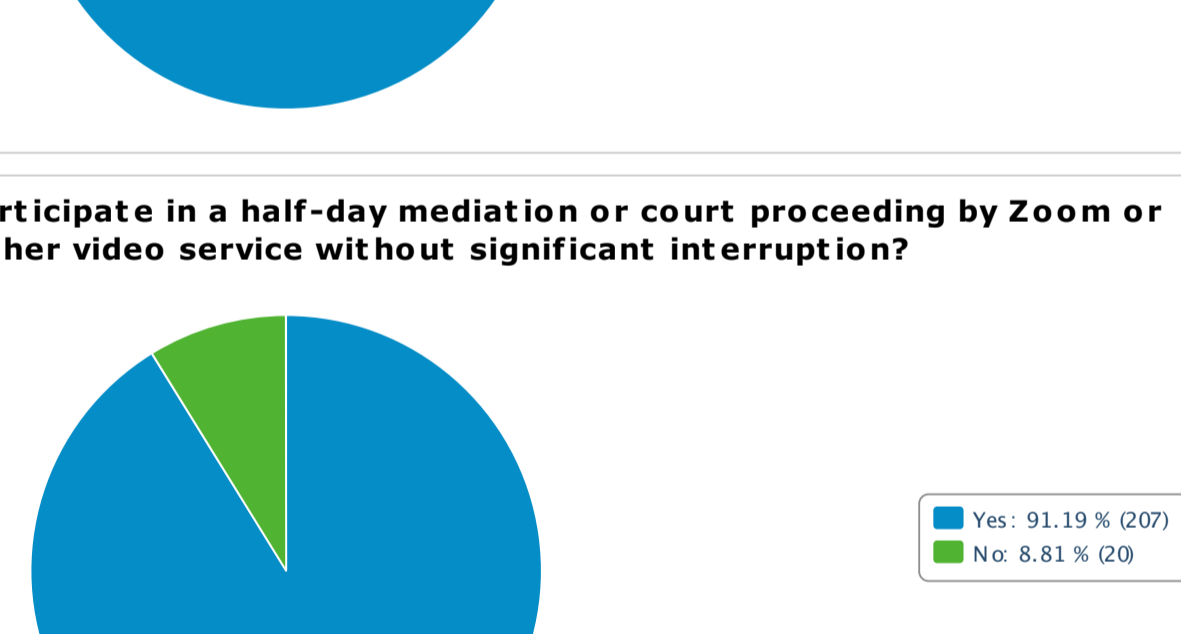 rticipate in a half-day mediation or court proceeding by Zoom or
her video service without significant interruption?
Yes: 91.19 % (207)
No: 8.81 % (20)